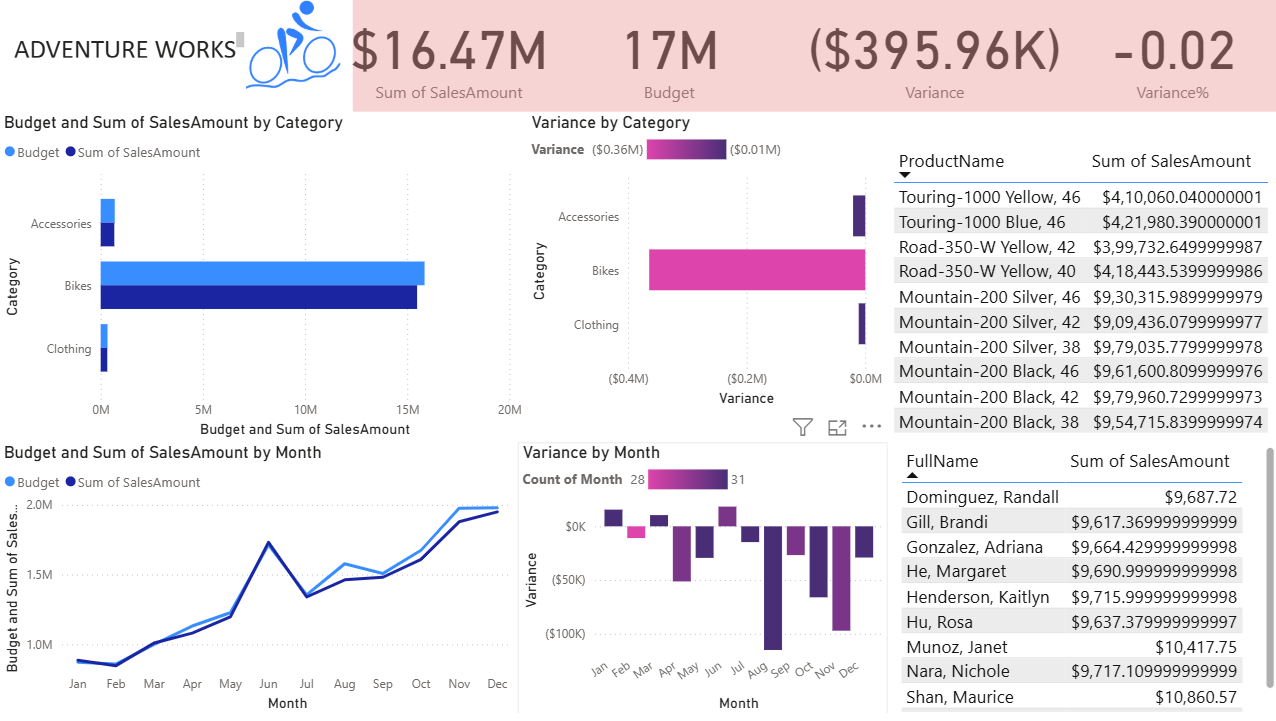 ADVENTURE WORKS
$16.47M
Sum of SalesAmount
17M
Budget
($395.96K)
Variance
-0.02
Variance%
Budget and Sum of SalesAmount by Category
Budget Sum of SalesAmount
Category
Accessories
Bikes
Clothing
0M 5M 10M 15M 20M
Budget and Sum of SalesAmount
Variance by Category
Variance ($0.36M) ($0.01M)
Category
Accessories
Bikes
Clothing
($0.4M) ($0.2M) $0.0M
Variance
ProductName Sum of SalesAmount
Touring-1000 Yellow, 46 $4,10,060.040000001
Touring-1000 Blue, 46 $4,21,980.390000001
Road-350-W Yellow, 42 $3,99,732.6499999987
Road-350-W Yellow, 40 $4,18,443.5399999986
Mountain-200 Silver, 46 $9,30,315.9899999979
Mountain-200 Silver, 42 $9,09,436.0799999977
Mountain-200 Silver, 38 $9,79,035.7799999978
Mountain-200 Black, 46 $9,61,600.8099999976
Mountain-200 Black, 42 $9,79,960.7299999973
Mountain-200 Black, 38 $9,54,715.8399999974
Budget and Sum of SalesAmount by Month
Budget Sum of SalesAmount
Budget and Sum of Sales...
2.0M
1.5M
1.0M
Jan Feb Mar Apr May Jun Jul Aug Sep Oct Nov Dec
Month
Variance by Month
Count of Month 28 31
Variance
$0K
($50K)
($100K)
Jan Feb Mar Apr May Jun Jul Aug Sep Oct Nov Dec
Month
FullName Sum of SalesAmount
Dominguez, Randall $9,687.72
Gill, Brandi $9,617.369999999999
Gonzalez, Adriana $9,664.429999999998
He, Margaret $9,690.999999999998
Henderson, Kaitlyn $9,715.999999999998
Hu, Rosa $9,637.379999999997
Munoz, Janet $10,417.75
Nara, Nichole $9,717.109999999999
Shan, Maurice $10,860.57